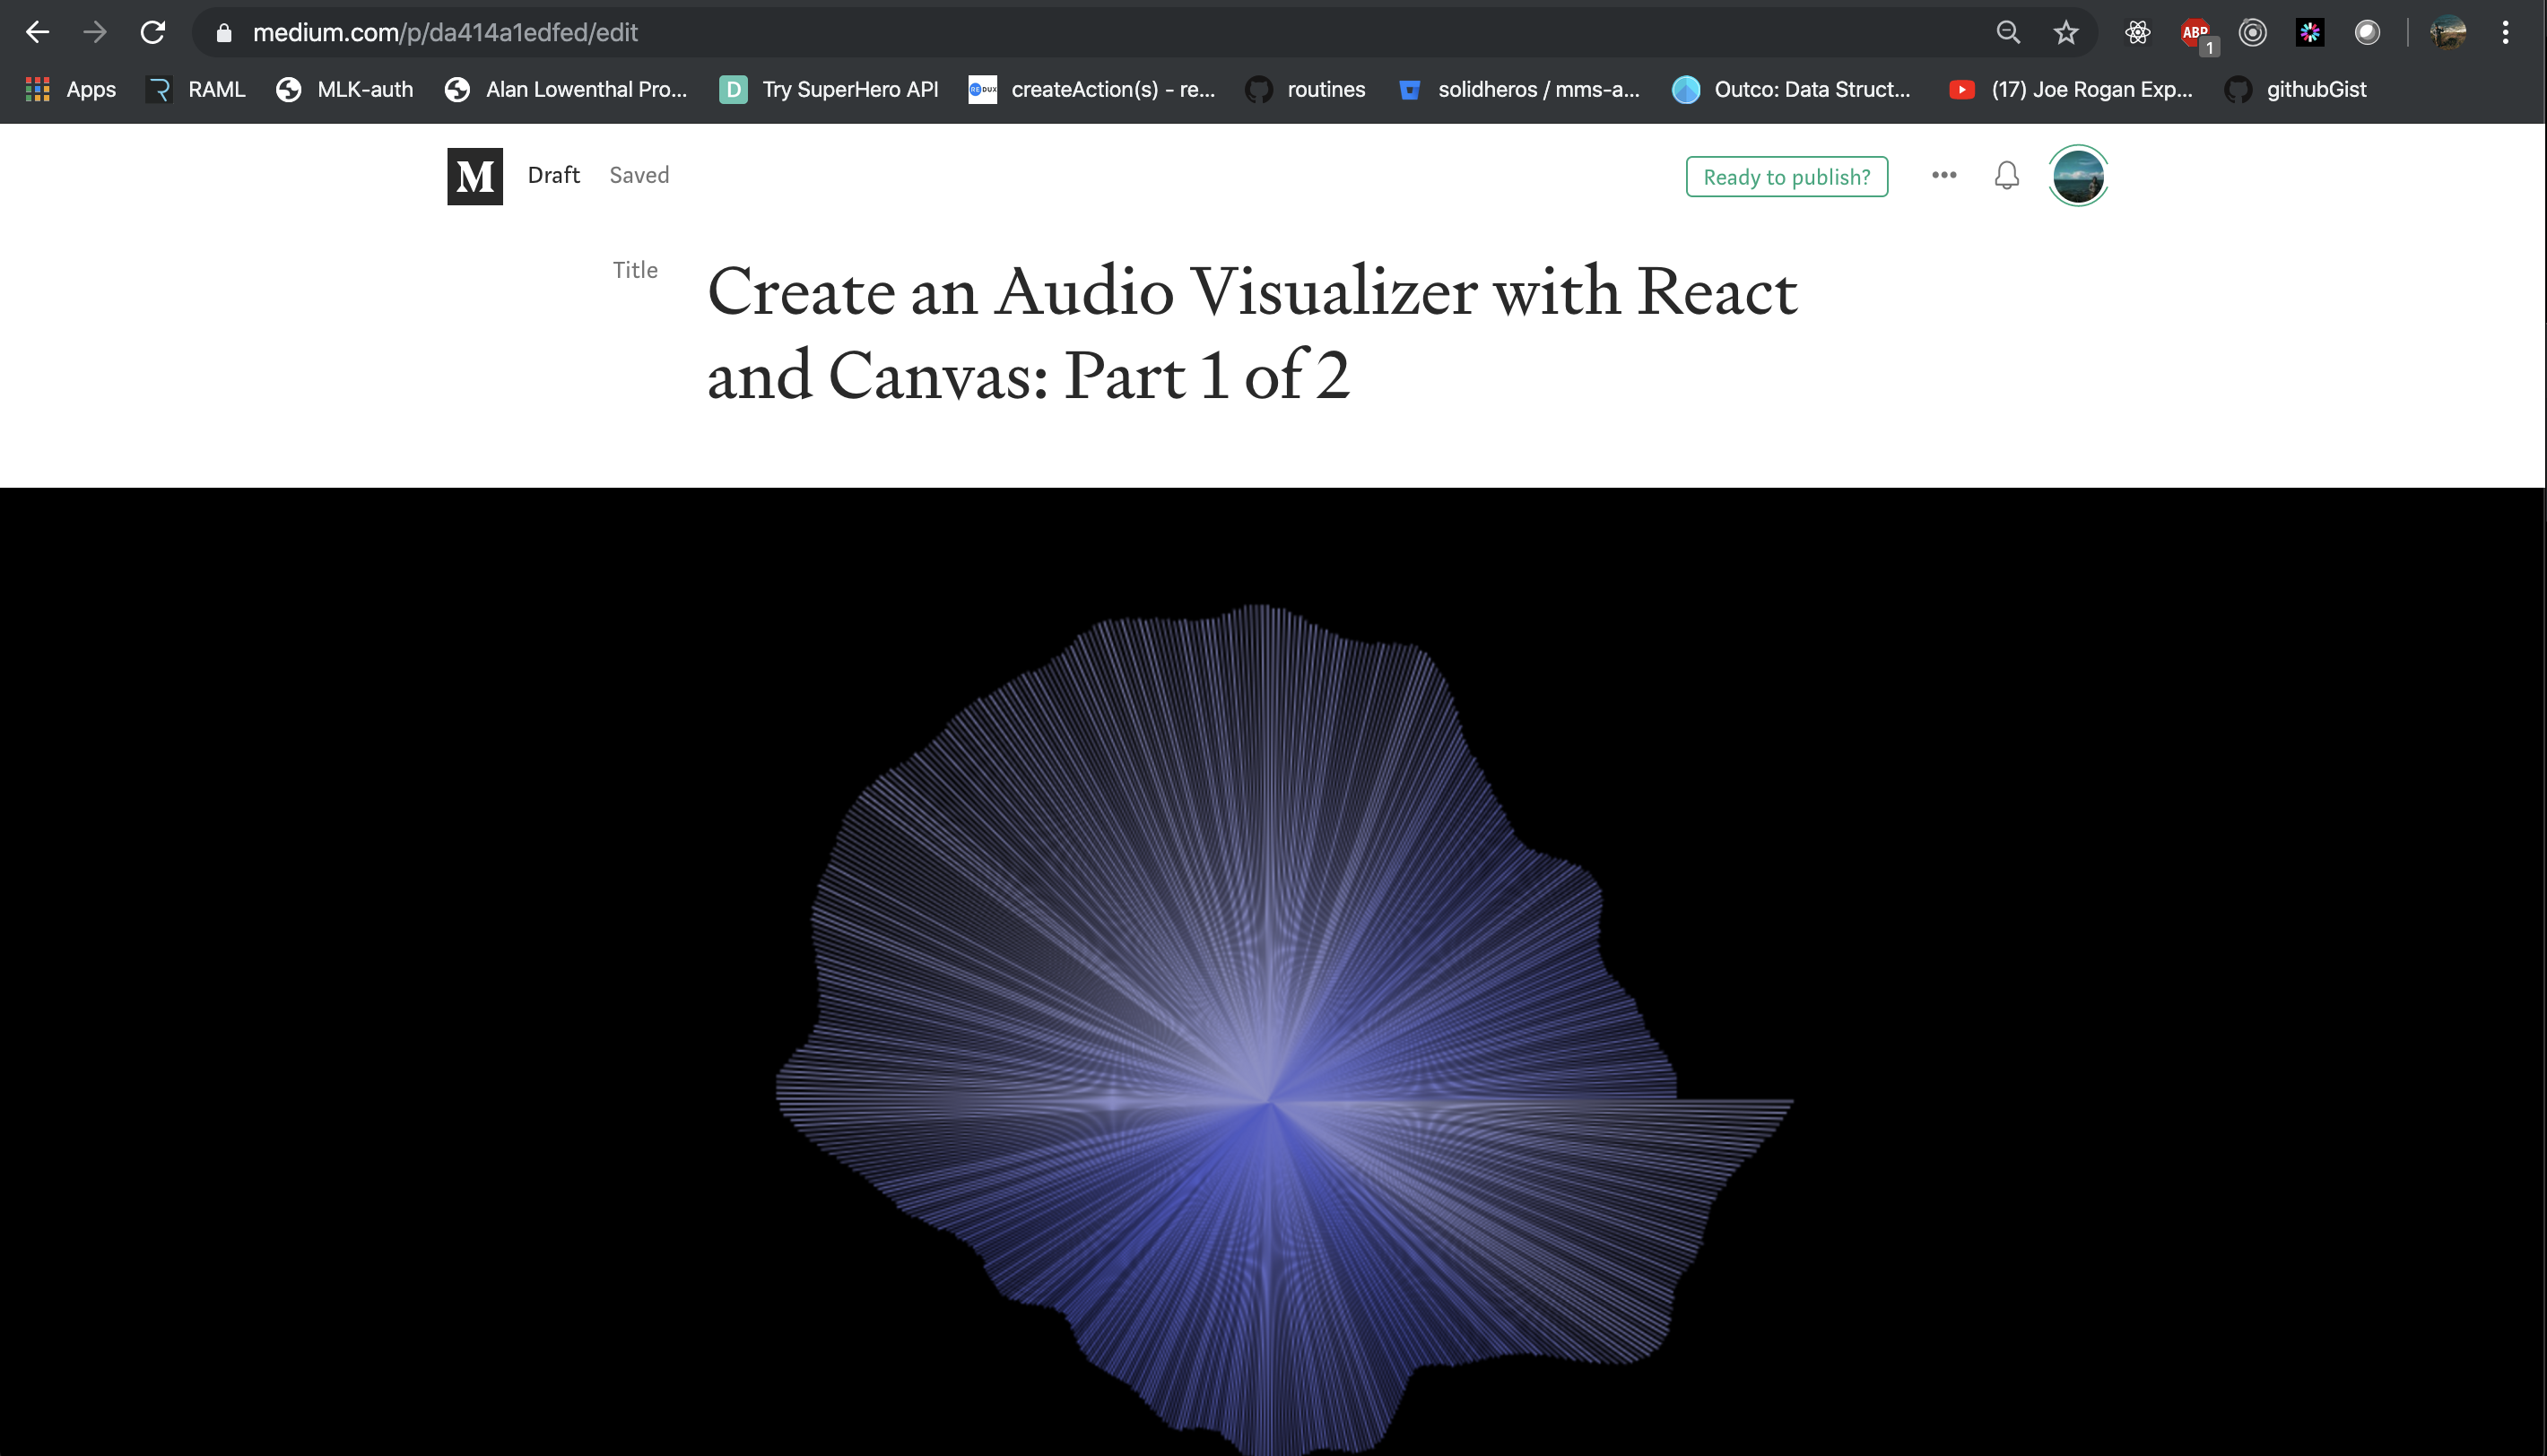 medium.com/p/da414a1edfed/edit
ABP
1
Apps
RAML
MLK-auth
Alan Lowenthal Pro...
D
Try SuperHero API
REDUX
createAction(s) - re...
routines
solidheros / mms-a...
Outco: Data Struct...
(17) Joe Rogan Exp...
githubGist
M
Draft
Saved
Ready to publish?
Title
Create an Audio Visualizer with React
and Canvas: Part 1 of 2